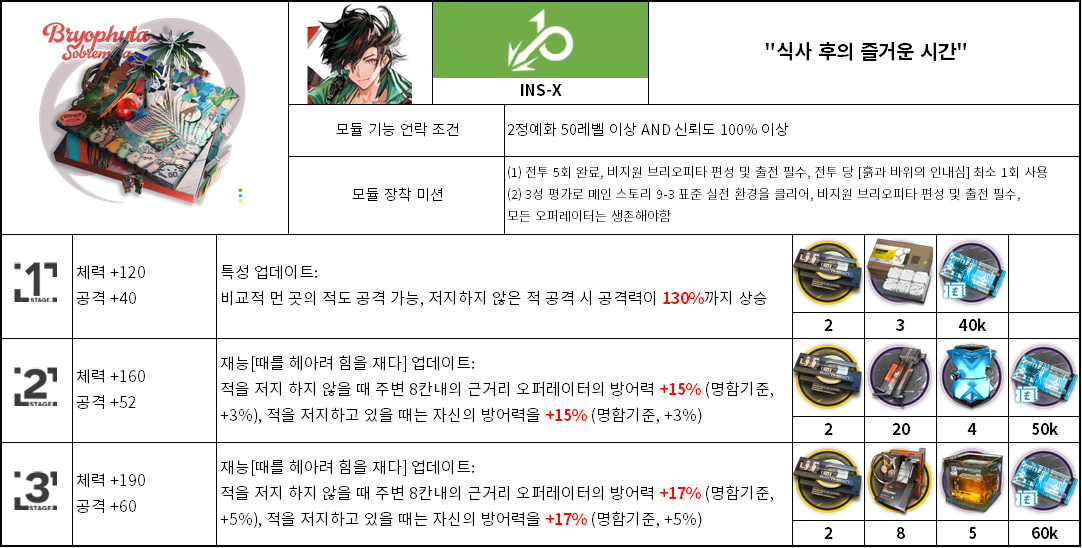 Bryophyta
INS-X
"식사 후의 즐거운 시간"
모듈 기능 언락 조건
2정예화 50레벨 이상 AND 신뢰도 100% 이상
모듈 장착 미션
(1) 전투 5회 완료, 비지원 브리오피타 편성 및 출전 필수, 전투 당 [흙과 바위의 인내심] 최소 1회 사용
(2) 3성 평가로 메인 스토리 9-3 표준 실전 환경을 클리어, 비지원 브리오피타 편성 및 출전 필수,
모든 오퍼레이터는 생존해야함
1
STAGE.
체력 +120
공격 +40
특성 업데이트:
비교적 먼 곳의 적도 공격 가능, 저지하지 않은 적 공격 시 공격력이 130%까지 상승
2
3
40k
2
STAGE.
체력 +160
공격 +52
재능[때를 헤아려 힘을 재다] 업데이트:
적을 저지 하지 않을 때 주변 8칸내의 근거리 오퍼레이터의 방어력 +15% (명함기준,
+3%), 적을 저지하고 있을 때는 자신의 방어력을 +15% (명함기준, +3%)
2
20
4
50k
3
STAGE.
체력 +190
공격 +60
재능[때를 헤아려 힘을 재다] 업데이트:
적을 저지 하지 않을 때 주변 8칸내의 근거리 오퍼레이터의 방어력 +17% (명함기준,
+5%), 적을 저지하고 있을 때는 자신의 방어력을 +17% (명함기준, +5%)
2
8
5
60k